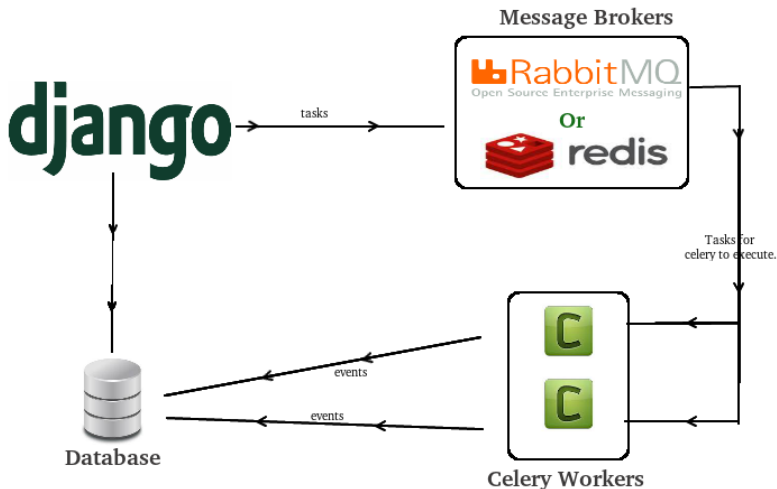 Message Brokers
RabbitMQ
Open Source Enterprise Messaging
django
tasks
Or
redis
Tasks for
celery to execute.
C
events
C
events
Database
Celery Workers